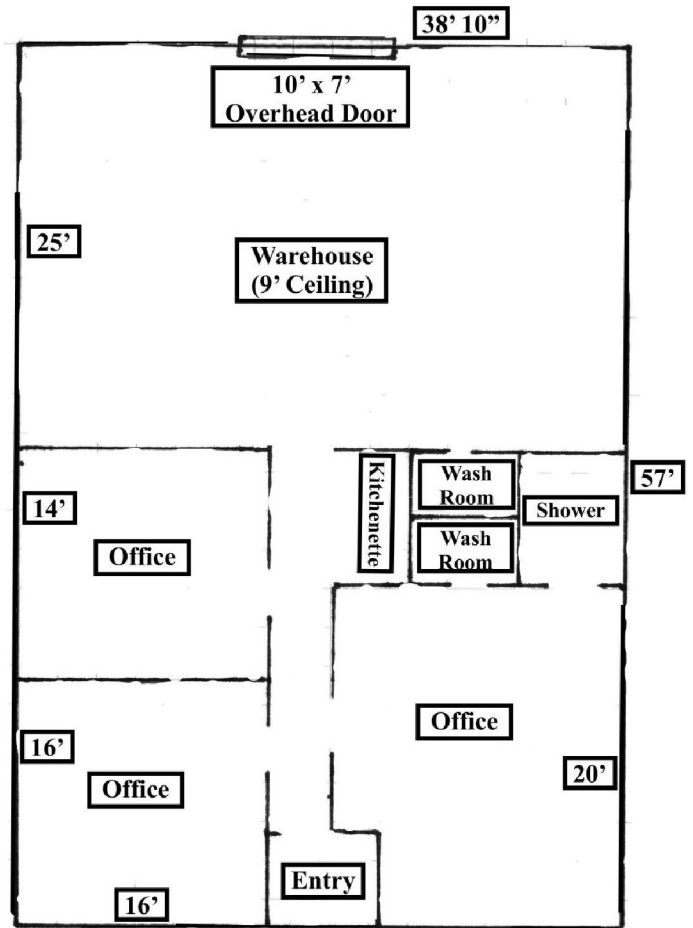 38' 10”
10’ x 7’
Overhead Door
25’
Warehouse
(9’ Ceiling)
Kitchenette
Wash
Room
Shower
57’
14’
Office
Wash
Room
Office
16’
Office
20’
Entry
16’